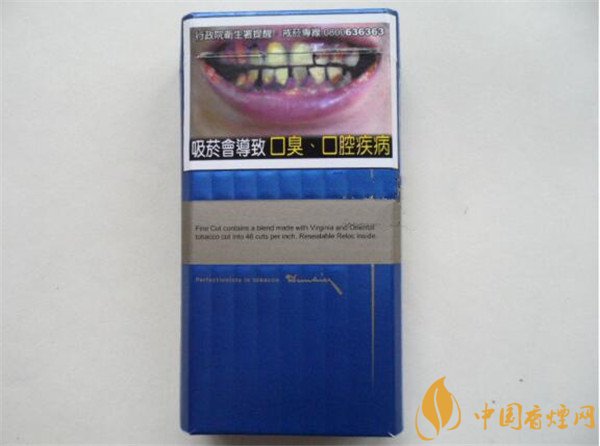 行政院衛生署提醒！戒菸專線 0800636363
吸菸會導致 口臭、口腔疾病
Fine Cut contains a blend made with Virginia and Oriental
tobacco cut into 46 cuts per inch. Resealable Reloc inside.
Perfectionists in tobacco
中国香烟网